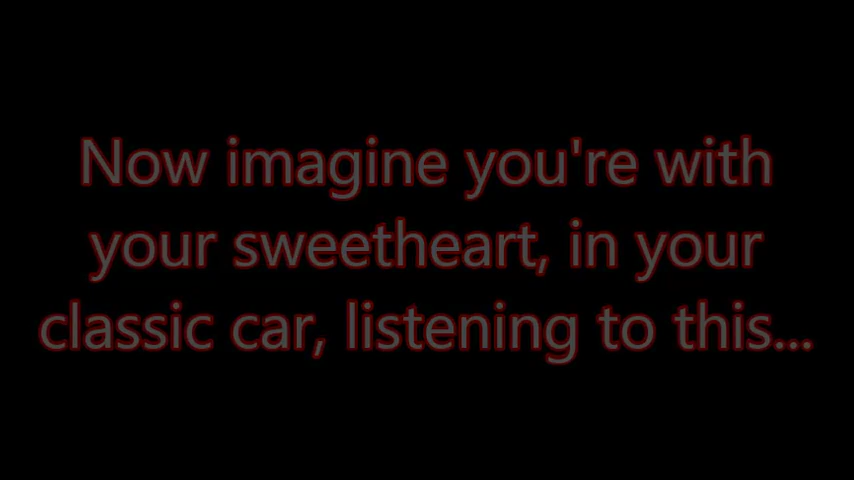 Now imagine you're with
your sweetheart, in your
classic car, listening to this...